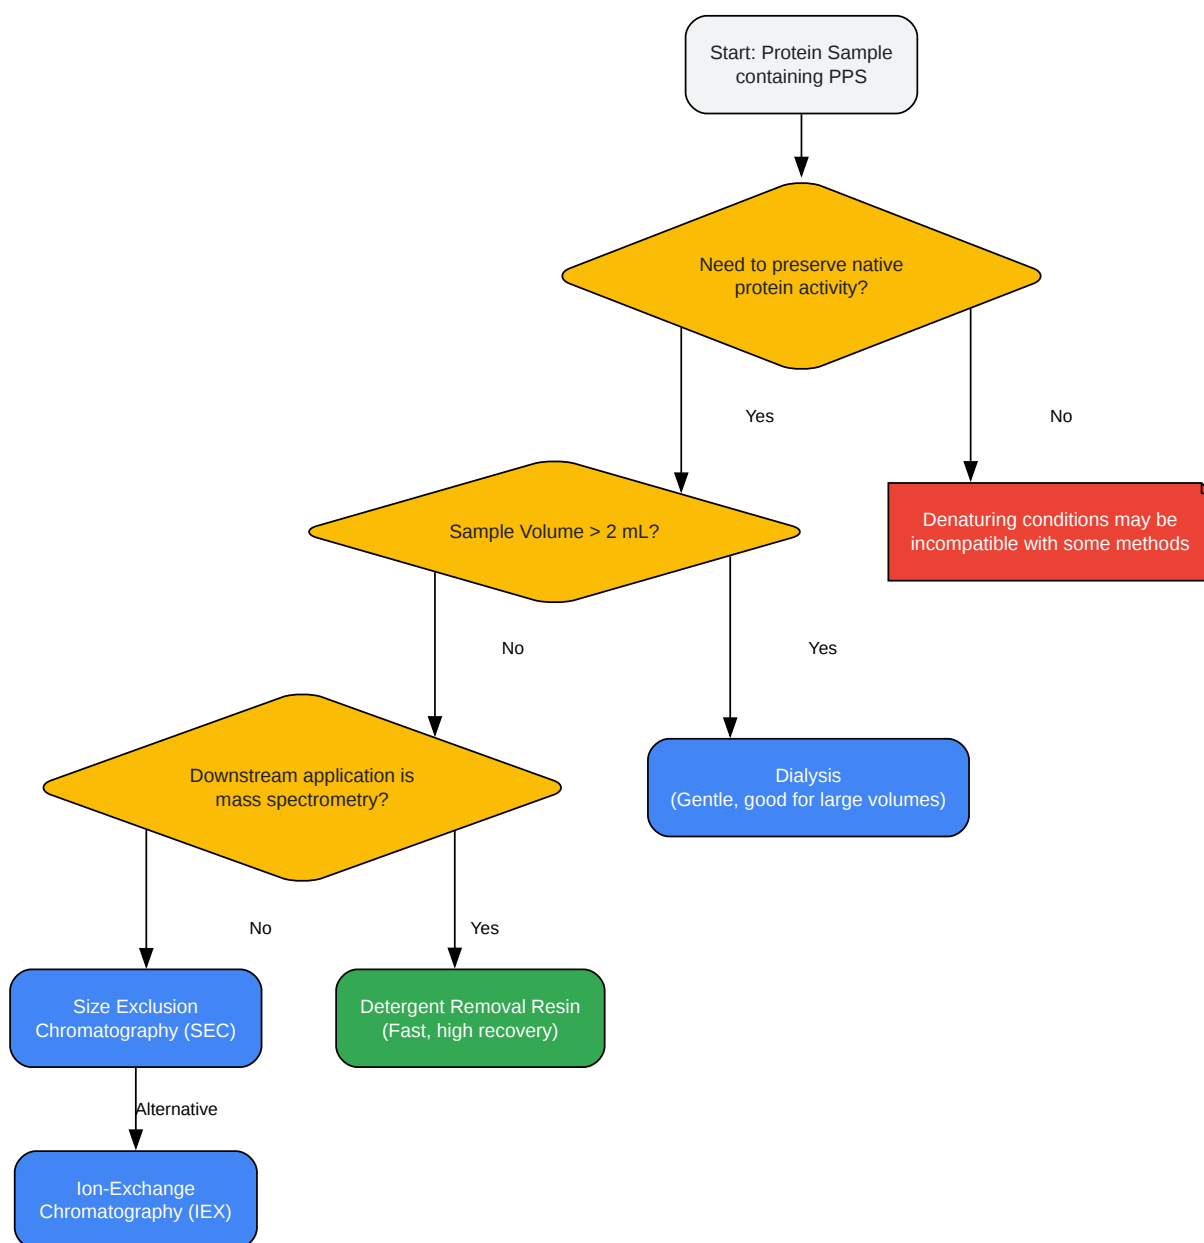 Start: Protein Sample
containing PPS
Need to preserve native
protein activity?
Yes
No
Sample Volume > 2 mL?
Denaturing conditions may be
incompatible with some methods
No
Yes
Downstream application is
mass spectrometry?
Dialysis
(Gentle, good for large volumes)
No
Yes
Size Exclusion
Chromatography (SEC)
Detergent Removal Resin
(Fast, high recovery)
Alternative
Ion-Exchange
Chromatography (IEX)